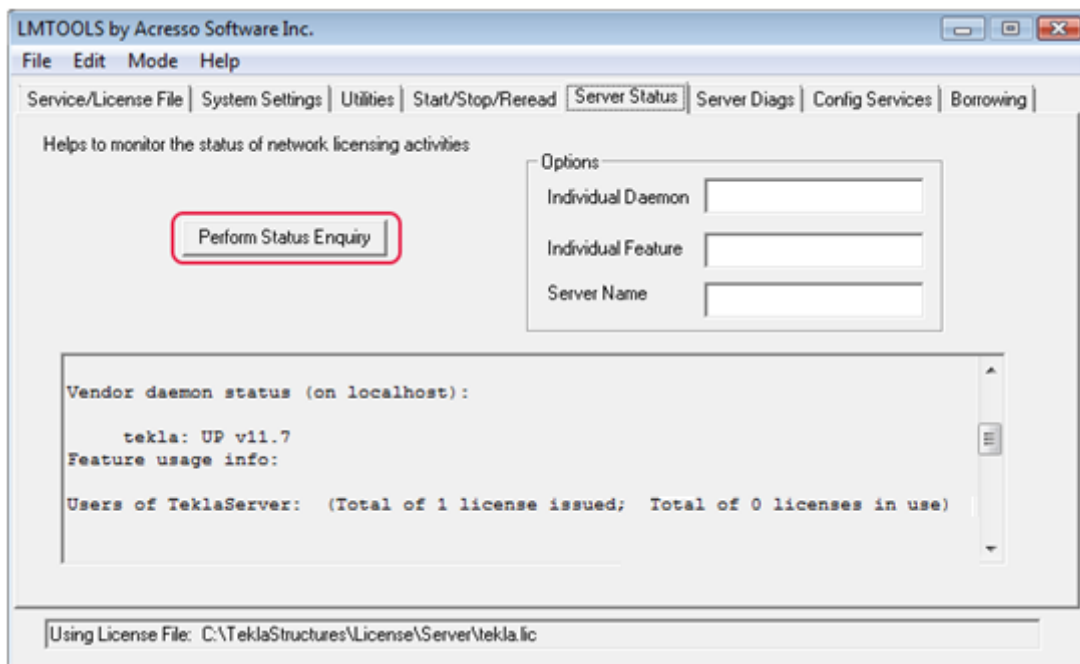 LMTOOLS by Acresso Software Inc.
File Edit Mode Help
Service/License File System Settings Utilities Start/Stop/Reread Server Status Server Diags Config Services Borrowing
Helps to monitor the status of network licensing activities
Options
Individual Daemon
Perform Status Enquiry
Individual Feature
Server Name
Vendor daemon status (on localhost):
tekla: UP v11.7
Feature usage info:
Users of TeklaServer: (Total of 1 license issued; Total of 0 licenses in use)
Using License File: C:\TeklaStructures\License\Server\tekla.lic